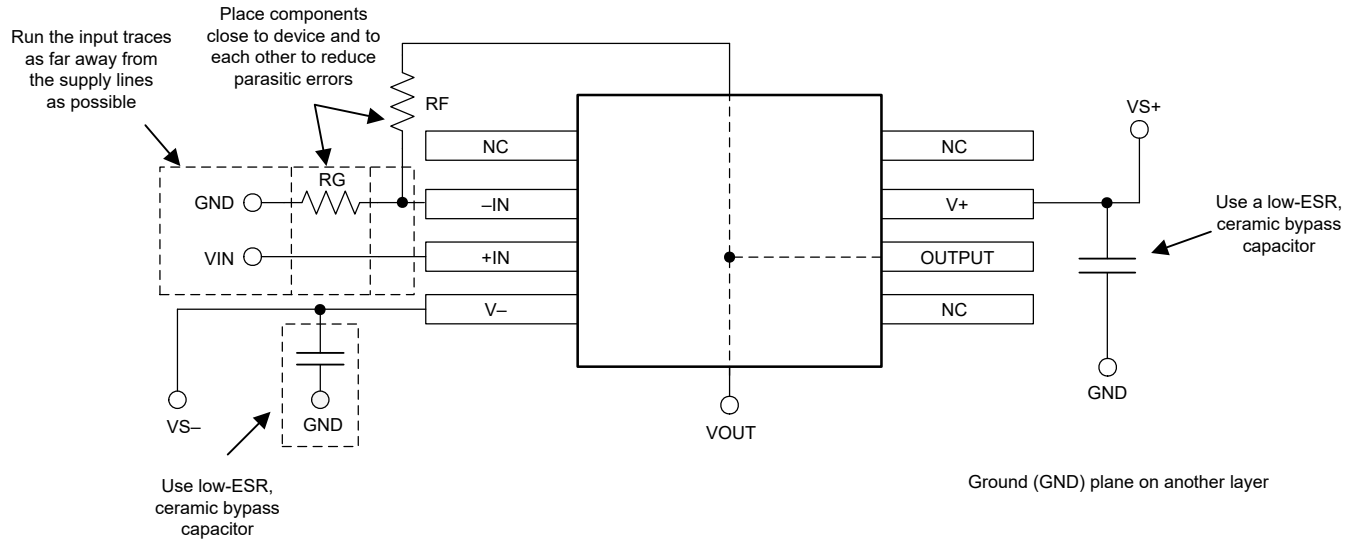 Place components
close to device and to
each other to reduce
parasitic errors
Run the input traces
as far away from
the supply lines
as possible
RF
VS+
NC
NC
RG
GND
–IN
V+
Use a low-ESR,
ceramic bypass
capacitor
VIN
+IN
OUTPUT
V–
NC
GND
VS–
GND
VOUT
Ground (GND) plane on another layer
Use low-ESR,
ceramic bypass
capacitor